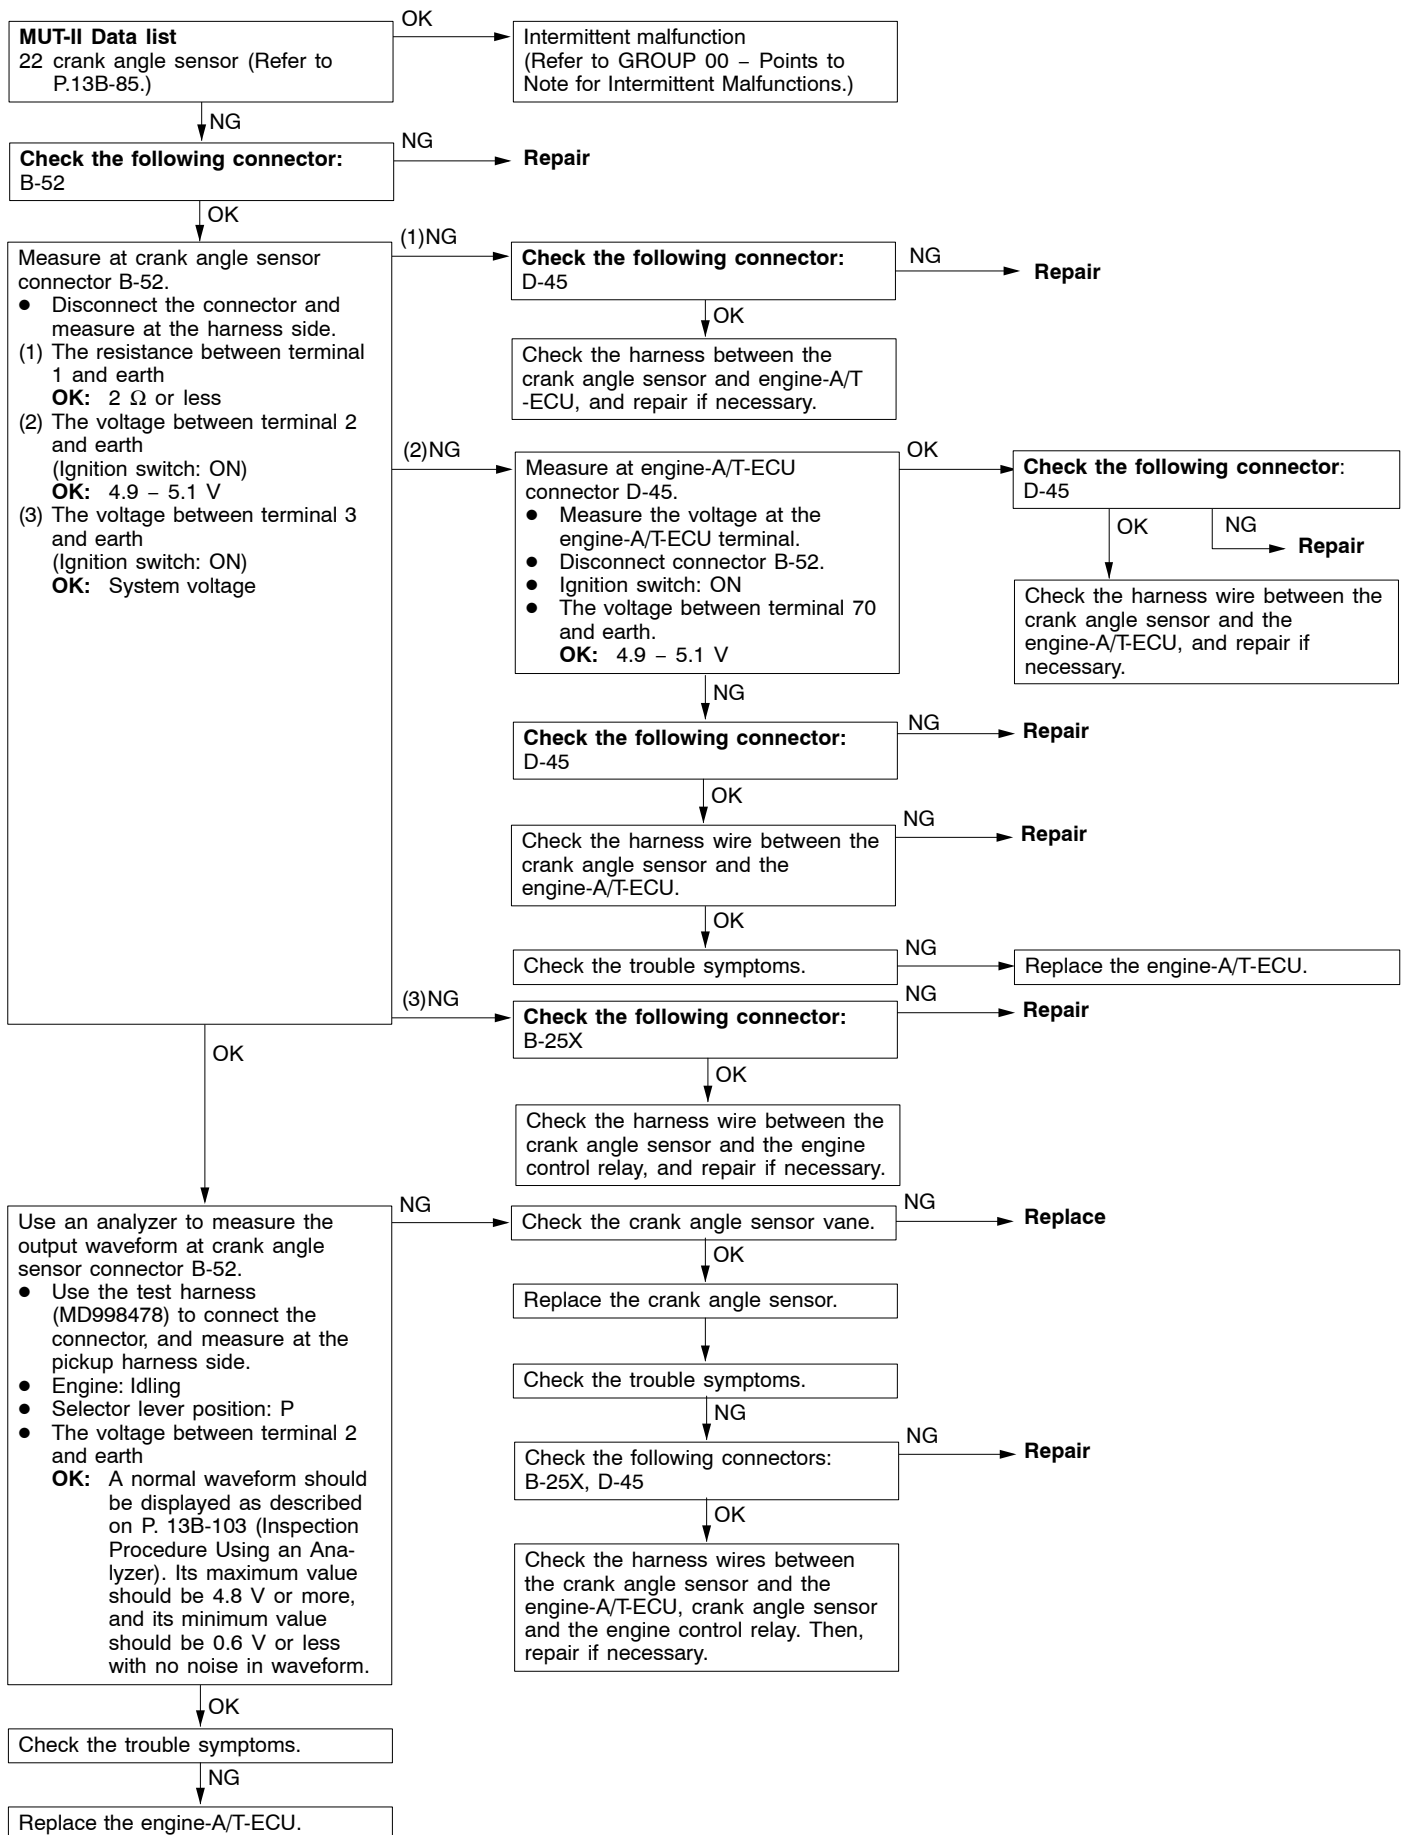 MUT-II Data list
22 crank angle sensor (Refer to
P.13B-85.)
OK
Intermittent malfunction
(Refer to GROUP 00 – Points to
Note for Intermittent Malfunctions.)
NG
Check the following connector:
B-52
NG
Repair
OK
Measure at crank angle sensor
connector B-52.
● Disconnect the connector and
measure at the harness side.
(1) The resistance between terminal
1 and earth
OK: 2 Ω or less
(2) The voltage between terminal 2
and earth
(Ignition switch: ON)
OK: 4.9 – 5.1 V
(3) The voltage between terminal 3
and earth
(Ignition switch: ON)
OK: System voltage
(1)NG
Check the following connector:
D-45
NG
Repair
OK
Check the harness between the
crank angle sensor and engine-A/T
-ECU, and repair if necessary.
(2)NG
Measure at engine-A/T-ECU
connector D-45.
● Measure the voltage at the
engine-A/T-ECU terminal.
● Disconnect connector B-52.
● Ignition switch: ON
● The voltage between terminal 70
and earth.
OK: 4.9 – 5.1 V
OK
Check the following connector:
D-45
OK
NG
Repair
Check the harness wire between the
crank angle sensor and the
engine-A/T-ECU, and repair if
necessary.
NG
Check the following connector:
D-45
NG
Repair
OK
Check the harness wire between the
crank angle sensor and the
engine-A/T-ECU.
NG
Repair
OK
Check the trouble symptoms.
NG
Replace the engine-A/T-ECU.
(3)NG
Check the following connector:
B-25X
NG
Repair
OK
Check the harness wire between the
crank angle sensor and the engine
control relay, and repair if necessary.
OK
Use an analyzer to measure the
output waveform at crank angle
sensor connector B-52.
● Use the test harness
(MD998478) to connect the
connector, and measure at the
pickup harness side.
● Engine: Idling
● Selector lever position: P
● The voltage between terminal 2
and earth
OK: A normal waveform should
be displayed as described
on P. 13B-103 (Inspection
Procedure Using an Ana-
lyzer). Its maximum value
should be 4.8 V or more,
and its minimum value
should be 0.6 V or less
with no noise in waveform.
NG
Check the crank angle sensor vane.
NG
Replace
OK
Replace the crank angle sensor.
Check the trouble symptoms.
NG
Check the following connectors:
B-25X, D-45
NG
Repair
OK
Check the harness wires between
the crank angle sensor and the
engine-A/T-ECU, crank angle sensor
and the engine control relay. Then,
repair if necessary.
OK
Check the trouble symptoms.
NG
Replace the engine-A/T-ECU.